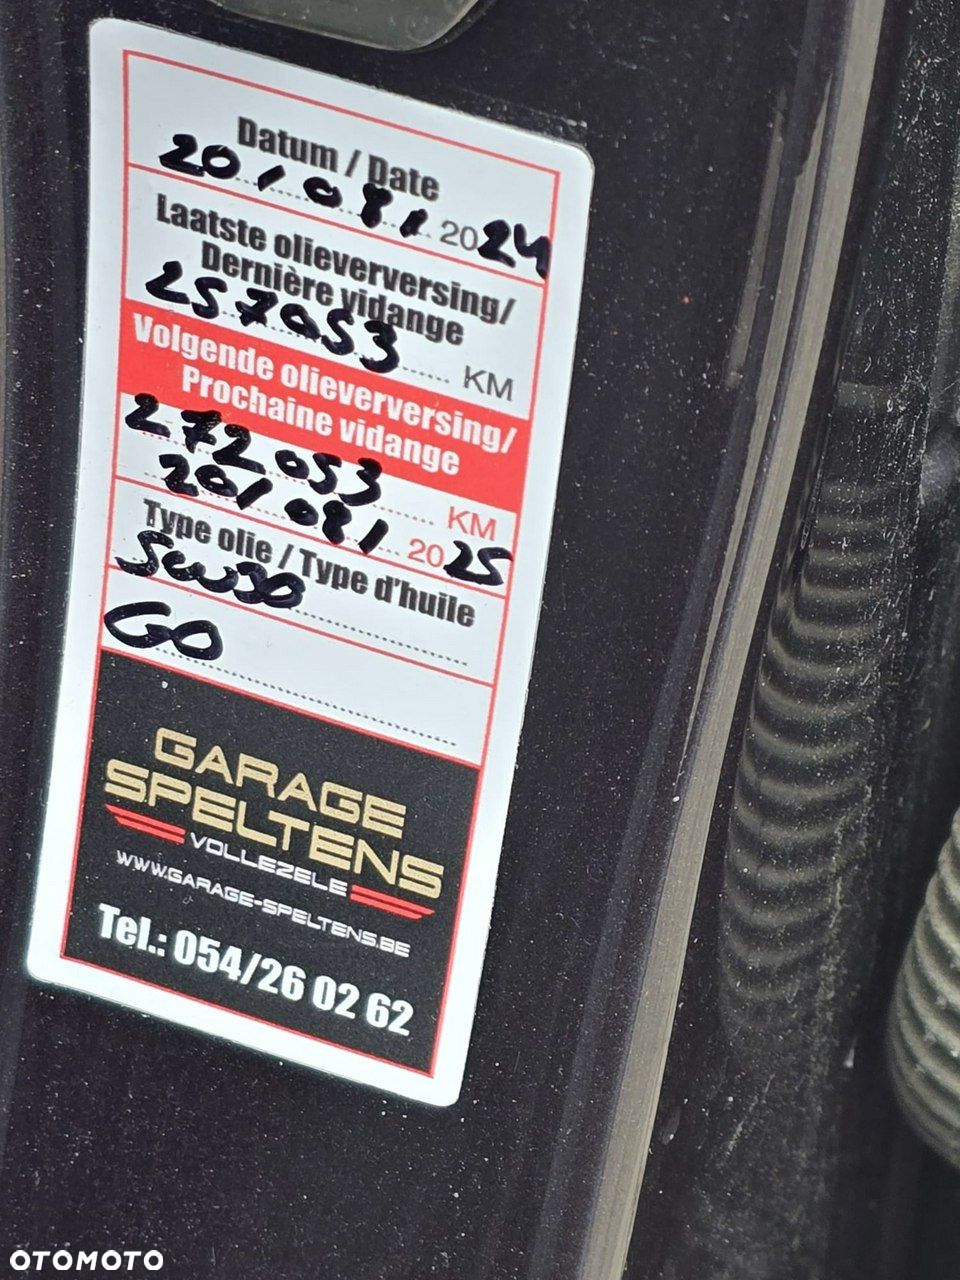 Datum / Date
20/08/2024
Laatste olieverversing/
Dernière vidange
257053 KM
Volgende olieverversing/
Prochaine vidange
272053 KM
20/08/2025
Type olie / Type d'huile
5w30
GO
GARAGE
SPELTENS
VOLLEZELE
WWW.GARAGE-SPELTENS.BE
Tel.: 054/26 02 62
OTOMOTO